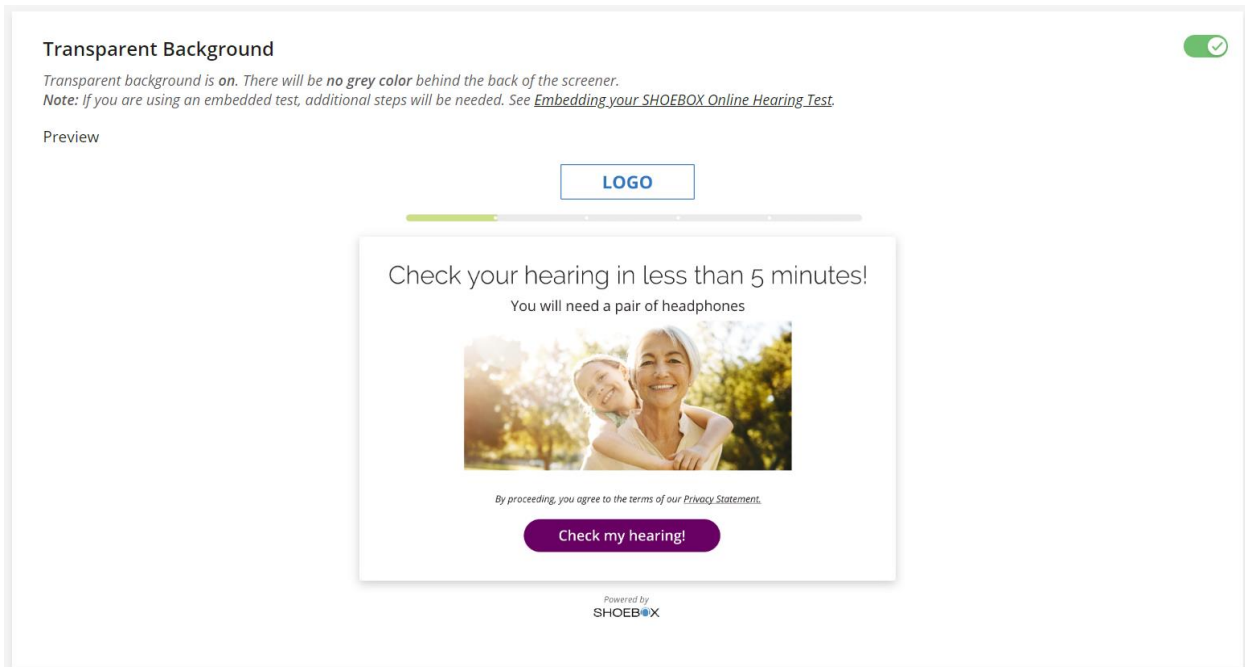 Transparent Background
Transparent background is on. There will be no grey color behind the back of the screener.
Note: If you are using an embedded test, additional steps will be needed. See Embedding your SHOEBOX Online Hearing Test.
Preview
LOGO
Check your hearing in less than 5 minutes!
You will need a pair of headphones
By proceeding, you agree to the terms of our Privacy Statement.
Check my hearing!
Powered by
SHOEBOX